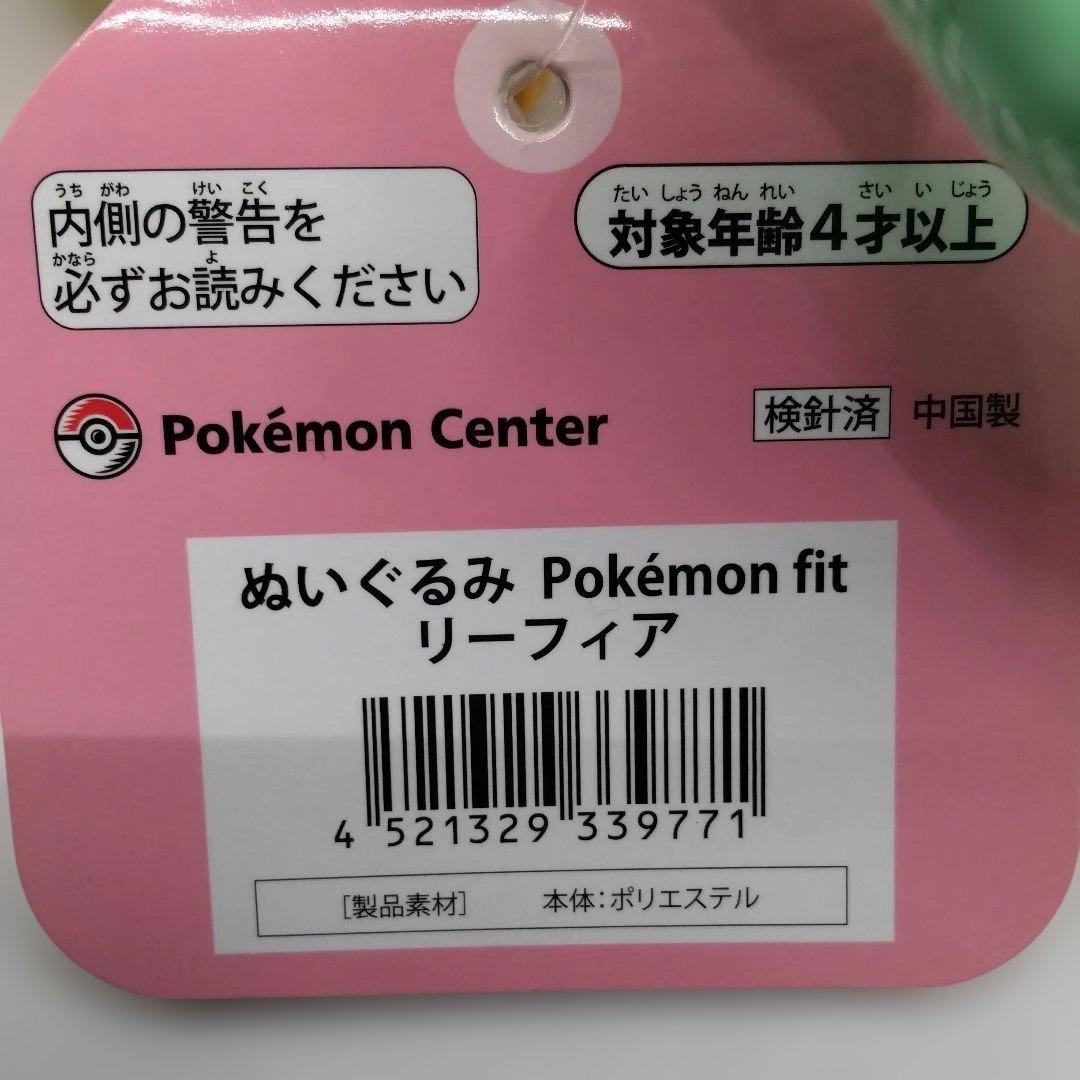 うち がわ けい こく
内側の警告を
かなら よ
必ずお読みください
たい しょう ねん れい さい い じょう
対象年齢4才以上
Pokémon Center
検針済 中国製
ぬいぐるみ Pokémon fit
リーフィア
4 521329 339771
[製品素材] 本体:ポリエステル